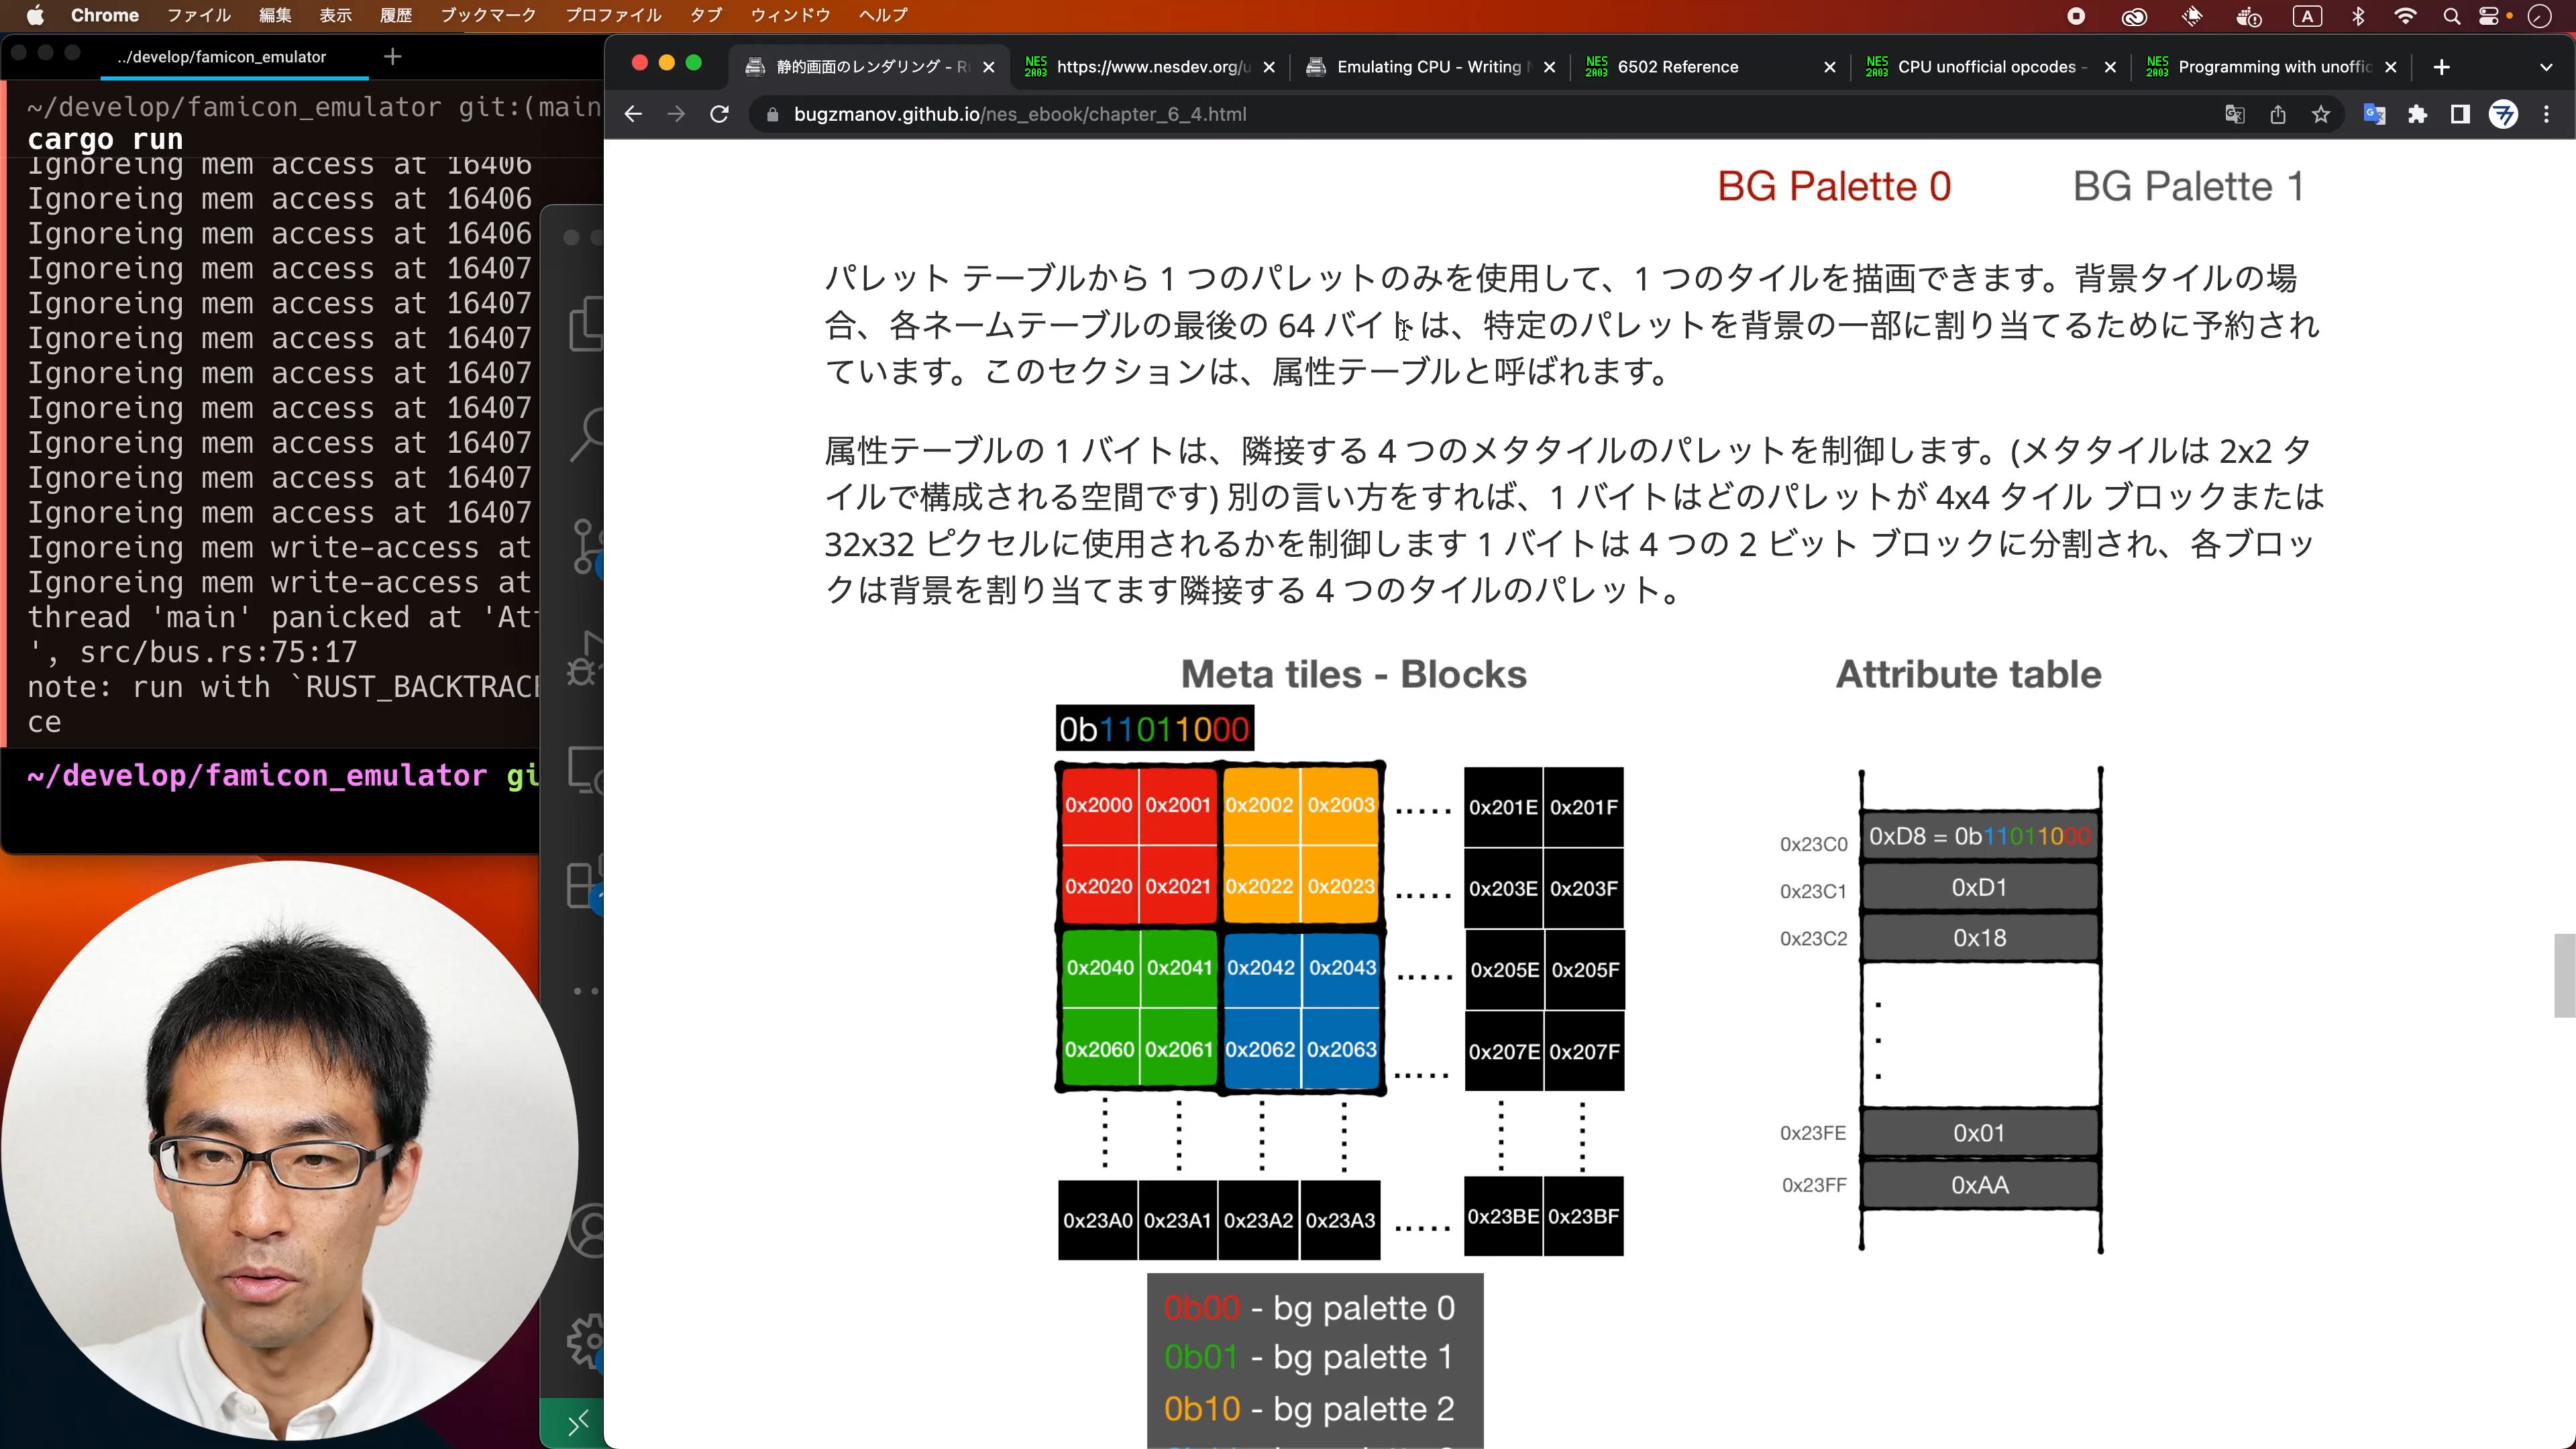 Chrome ファイル 編集 表示 履歴 ブックマーク プロファイル タブ ウィンドウ ヘルプ A
../develop/famicon_emulator
~/develop/famicon_emulator git:(main
cargo run
Ignoreing mem access at 16406
Ignoreing mem access at 16406
Ignoreing mem access at 16406
Ignoreing mem access at 16407
Ignoreing mem access at 16407
Ignoreing mem access at 16407
Ignoreing mem access at 16407
Ignoreing mem access at 16407
Ignoreing mem access at 16407
Ignoreing mem access at 16407
Ignoreing mem access at 16407
Ignoreing mem write-access at
Ignoreing mem write-access at
thread 'main' panicked at 'Att
', src/bus.rs:75:17
note: run with `RUST_BACKTRACE
ce
~/develop/famicon_emulator gi
静的画面のレンダリング - R
NES 2A03 https://www.nesdev.org/u
Emulating CPU - Writing N
NES 2A03 6502 Reference
NES 2A03 CPU unofficial opcodes -
NES 2A03 Programming with unoffic
bugzmanov.github.io/nes_ebook/chapter_6_4.html
BG Palette 0 BG Palette 1
パレット テーブルから 1 つのパレットのみを使用して、1 つのタイルを描画できます。背景タイルの場
合、各ネームテーブルの最後の 64 バイトは、特定のパレットを背景の一部に割り当てるために予約され
ています。このセクションは、属性テーブルと呼ばれます。
属性テーブルの 1 バイトは、隣接する 4 つのメタタイルのパレットを制御します。(メタタイルは 2x2 タ
イルで構成される空間です) 別の言い方をすれば、1 バイトはどのパレットが 4x4 タイル ブロックまたは
32x32 ピクセルに使用されるかを制御します 1 バイトは 4 つの 2 ビット ブロックに分割され、各ブロッ
クは背景を割り当てます隣接する 4 つのタイルのパレット。
Meta tiles - Blocks
0b11011000
0x2000 0x2001 0x2002 0x2003 ..... 0x201E 0x201F
0x2020 0x2021 0x2022 0x2023 ..... 0x203E 0x203F
0x2040 0x2041 0x2042 0x2043 ..... 0x205E 0x205F
0x2060 0x2061 0x2062 0x2063 ..... 0x207E 0x207F
0x23A0 0x23A1 0x23A2 0x23A3 ..... 0x23BE 0x23BF
0b00 - bg palette 0
0b01 - bg palette 1
0b10 - bg palette 2
Attribute table
0x23C0 0xD8 = 0b11011000
0x23C1 0xD1
0x23C2 0x18
0x23FE 0x01
0x23FF 0xAA